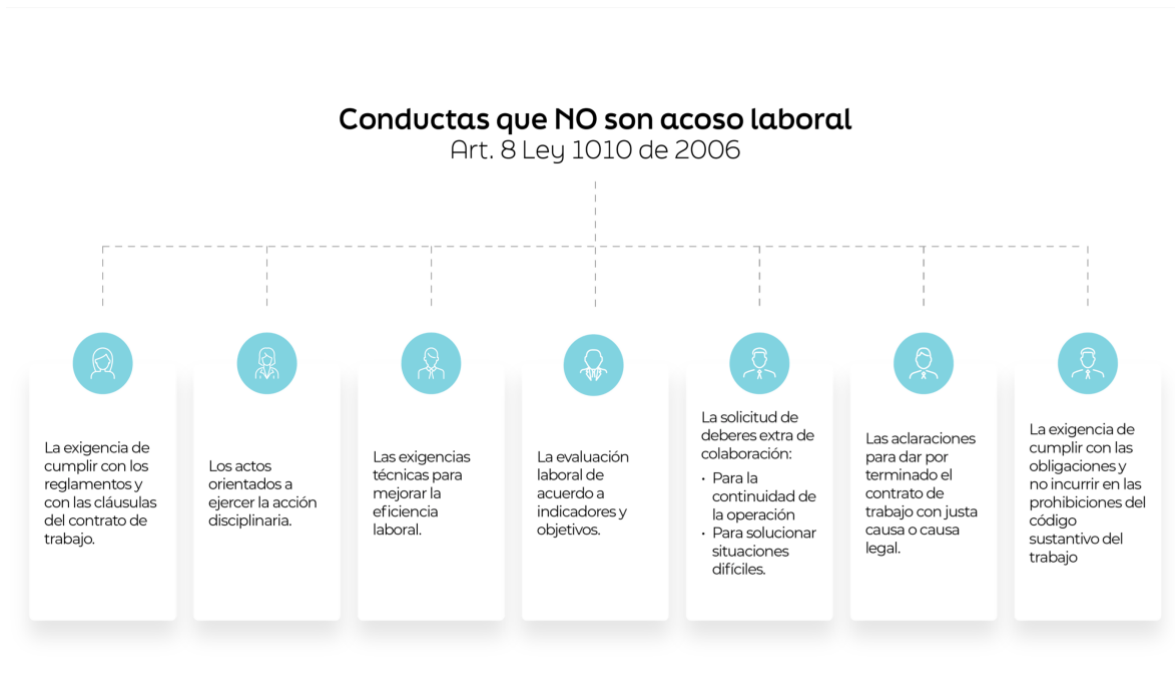 Conductas que NO son acoso laboral
Art. 8 Ley 1010 de 2006
La exigencia de
cumplir con los
reglamentos y
con las cláusulas
del contrato de
trabajo.
Los actos
orientados a
ejercer la acción
disciplinaria.
Las exigencias
técnicas para
mejorar la
eficiencia
laboral.
La evaluación
laboral de
acuerdo a
indicadores y
objetivos.
La solicitud de
deberes extra de
colaboración:
· Para la
continuidad de
la operación
· Para solucionar
situaciones
difíciles.
Las aclaraciones
para dar por
terminado el
contrato de
trabajo con justa
causa o causa
legal.
La exigencia de
cumplir con las
obligaciones y
no incurrir en las
prohibiciones del
código
sustantivo del
trabajo